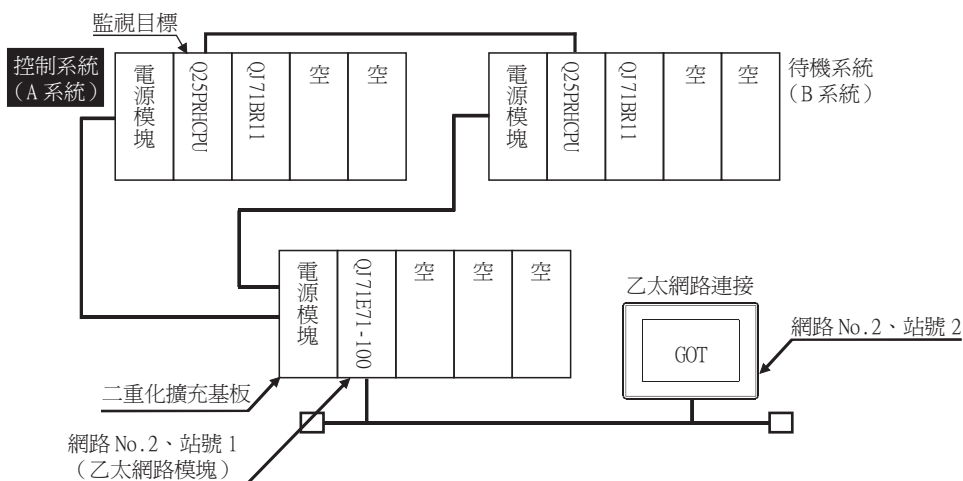 監視目標
控制系統
（A 系統）
電源模塊
Q25PRHCPU
QJ71BR11
空
空
電源模塊
Q25PRHCPU
QJ71BR11
空
空
待機系統
（B 系統）
電源模塊
QJ71E71-100
空
空
空
乙太網路連接
GOT
網路 No.2、站號 2
二重化擴充基板
網路 No.2、站號 1
（乙太網路模塊）